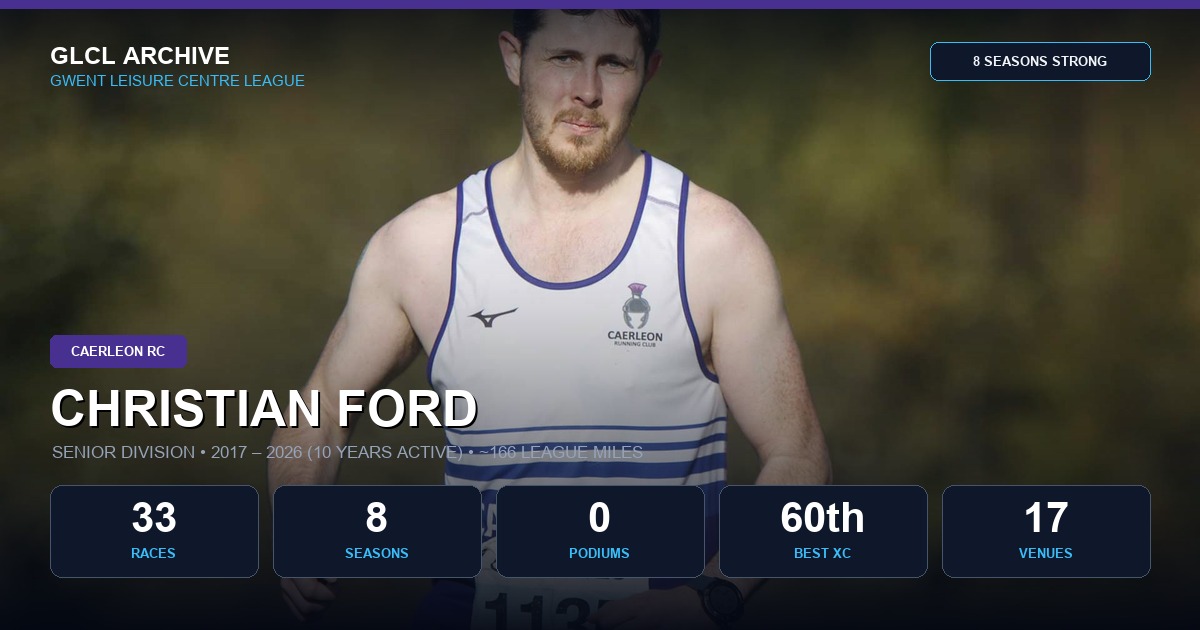 GLCL ARCHIVE
GWENT LEISURE CENTRE LEAGUE
8 SEASONS STRONG
CAERLEON
RUNNING CLUB
CAERLEON RC
CHRISTIAN FORD
SENIOR DIVISION • 2017 – 2026 (10 YEARS ACTIVE) • ~166 LEAGUE MILES
33
RACES
8
SEASONS
0
PODIUMS
60th
BEST XC
17
VENUES